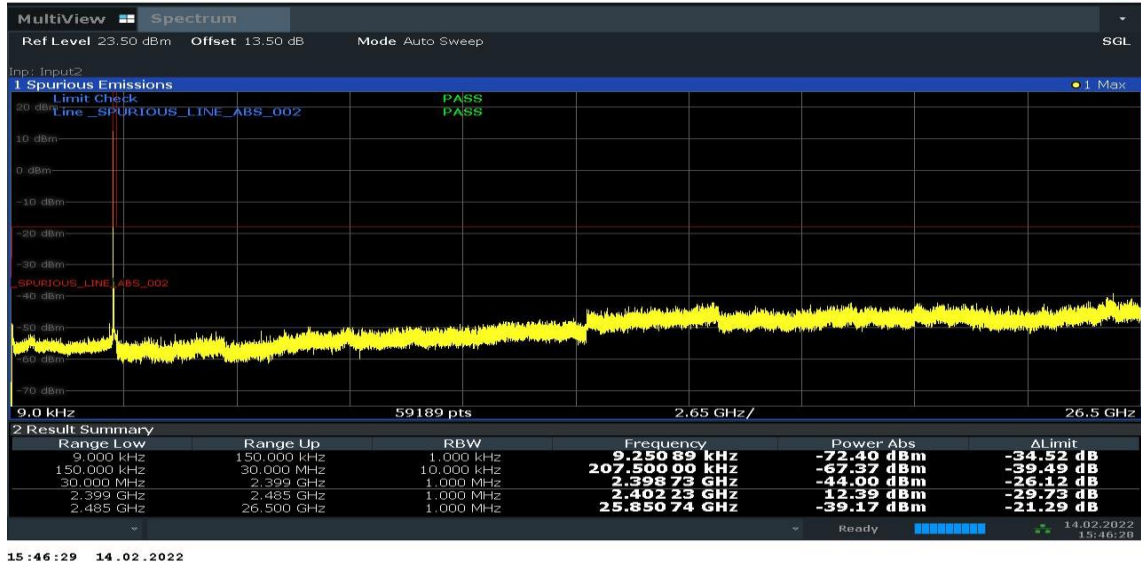 MultiView Spectrum
Ref Level 23.50 dBm Offset 13.50 dB Mode Auto Sweep SGL
Inp: Input2
1 Spurious Emissions 1 Max
Limit Check PASS
20 dBm Line _SPURIOUS_LINE_ABS_002 PASS
10 dBm
0 dBm
-10 dBm
-20 dBm
-30 dBm
_SPURIOUS_LINE_ABS_002
-40 dBm
-50 dBm
-60 dBm
-70 dBm
9.0 kHz 59189 pts 2.65 GHz/ 26.5 GHz
2 Result Summary
Range Low Range Up RBW Frequency Power Abs ΔLimit
9.000 kHz 150.000 kHz 1.000 kHz 9.250 89 kHz -72.40 dBm -34.52 dB
150.000 kHz 30.000 MHz 10.000 kHz 207.500 00 kHz -67.37 dBm -39.49 dB
30.000 MHz 2.399 GHz 1.000 MHz 2.398 73 GHz -44.00 dBm -26.12 dB
2.399 GHz 2.485 GHz 1.000 MHz 2.402 23 GHz 12.39 dBm -29.73 dB
2.485 GHz 26.500 GHz 1.000 MHz 25.850 74 GHz -39.17 dBm -21.29 dB
Ready 14.02.2022
15:46:28
15:46:29 14.02.2022